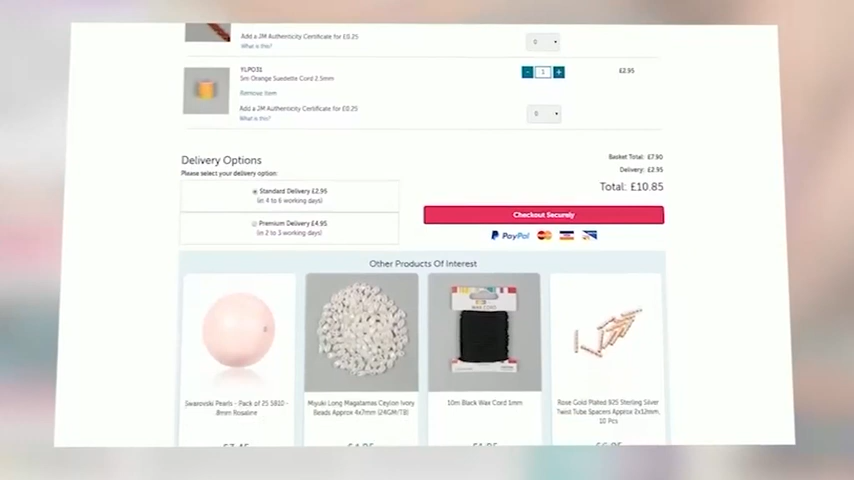 Add a JM Authenticity Certificate for £0.25
What is this?
0
YLPO31
5m Orange Suedette Cord 2.5mm
Remove Item
- 1 +
£2.95
Add a JM Authenticity Certificate for £0.25
What is this?
0
Delivery Options
Please select your delivery option:
Standard Delivery £2.95
(in 4 to 6 working days)
Premium Delivery £4.95
(in 2 to 3 working days)
Basket Total: £7.90
Delivery: £2.95
Total: £10.85
Checkout Securely
PayPal
Other Products Of Interest
Swarovski Pearls - Pack of 25 5810 -
8mm Rosaline
Miyuki Long Magatamas Ceylon Ivory
Beads Approx 4x7mm (24GM/TB)
10m Black Wax Cord 1mm
Rose Gold Plated 925 Sterling Silver
Twist Tube Spacers Approx 2x12mm,
10 Pcs